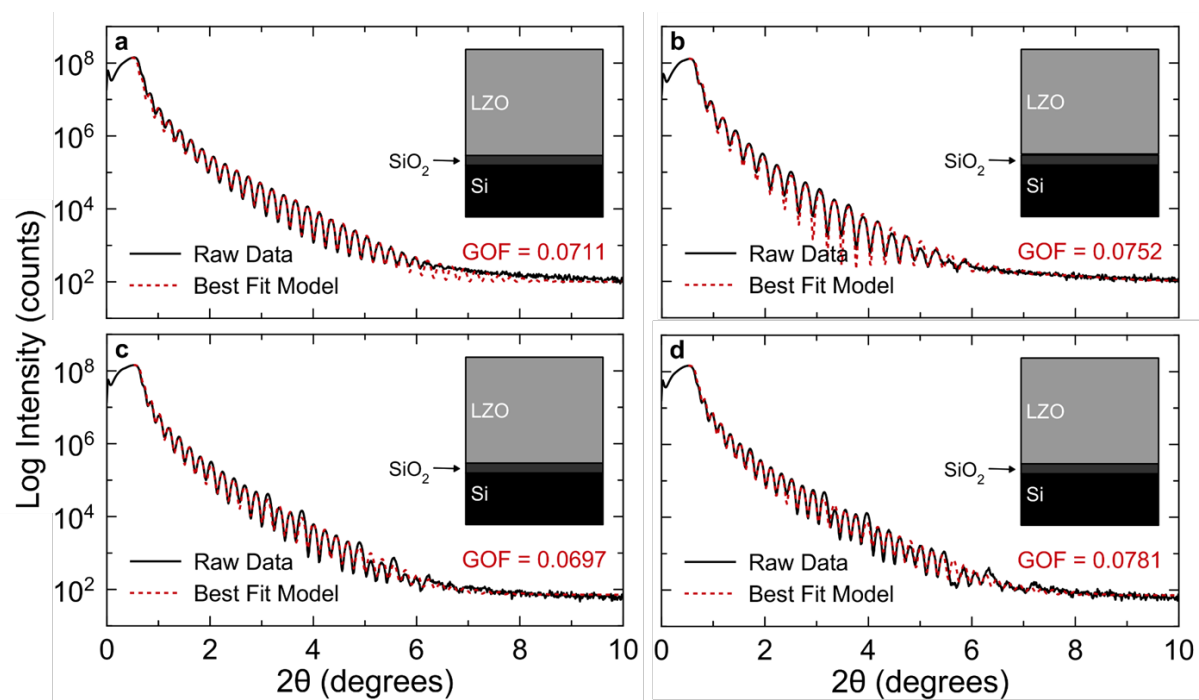 Log Intensity (counts)
a
10⁸
10⁶
10⁴
10²
LZO
SiO₂
Si
Raw Data
Best Fit Model
GOF = 0.0711
b
LZO
SiO₂
Si
Raw Data
Best Fit Model
GOF = 0.0752
c
10⁸
10⁶
10⁴
10²
LZO
SiO₂
Si
Raw Data
Best Fit Model
GOF = 0.0697
0 2 4 6 8 10
2θ (degrees)
d
LZO
SiO₂
Si
Raw Data
Best Fit Model
GOF = 0.0781
0 2 4 6 8 10
2θ (degrees)